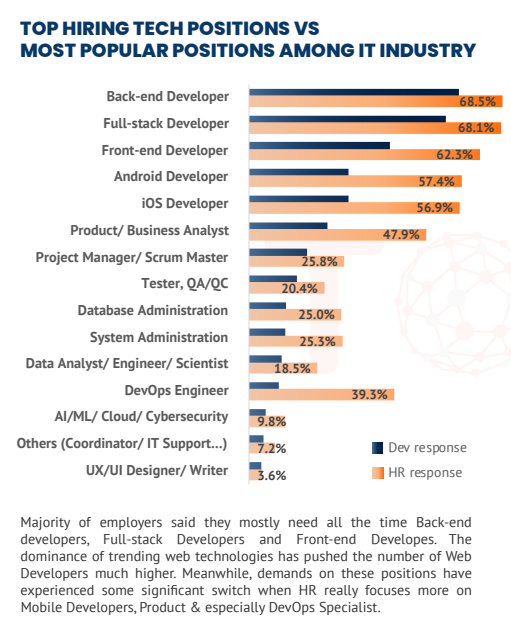 TOP HIRING TECH POSITIONS VS
MOST POPULAR POSITIONS AMONG IT INDUSTRY
Back-end Developer 68.5%
Full-stack Developer 68.1%
Front-end Developer 62.3%
Android Developer 57.4%
iOS Developer 56.9%
Product/ Business Analyst 47.9%
Project Manager/ Scrum Master 25.8%
Tester, QA/QC 20.4%
Database Administration 25.0%
System Administration 25.3%
Data Analyst/ Engineer/ Scientist 18.5%
DevOps Engineer 39.3%
AI/ML/ Cloud/ Cybersecurity 9.8%
Others (Coordinator/ IT Support...) 7.2%
UX/UI Designer/ Writer 3.6%
Dev response
HR response
Majority of employers said they mostly need all the time Back-end
developers, Full-stack Developers and Front-end Developes. The
dominance of trending web technologies has pushed the number of Web
Developers much higher. Meanwhile, demands on these positions have
experienced some significant switch when HR really focuses more on
Mobile Developers, Product & especially DevOps Specialist.